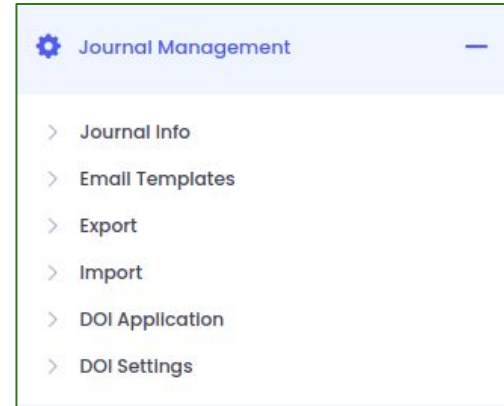 Journal Management
Journal Info
Email Templates
Export
Import
DOI Application
DOI Settings